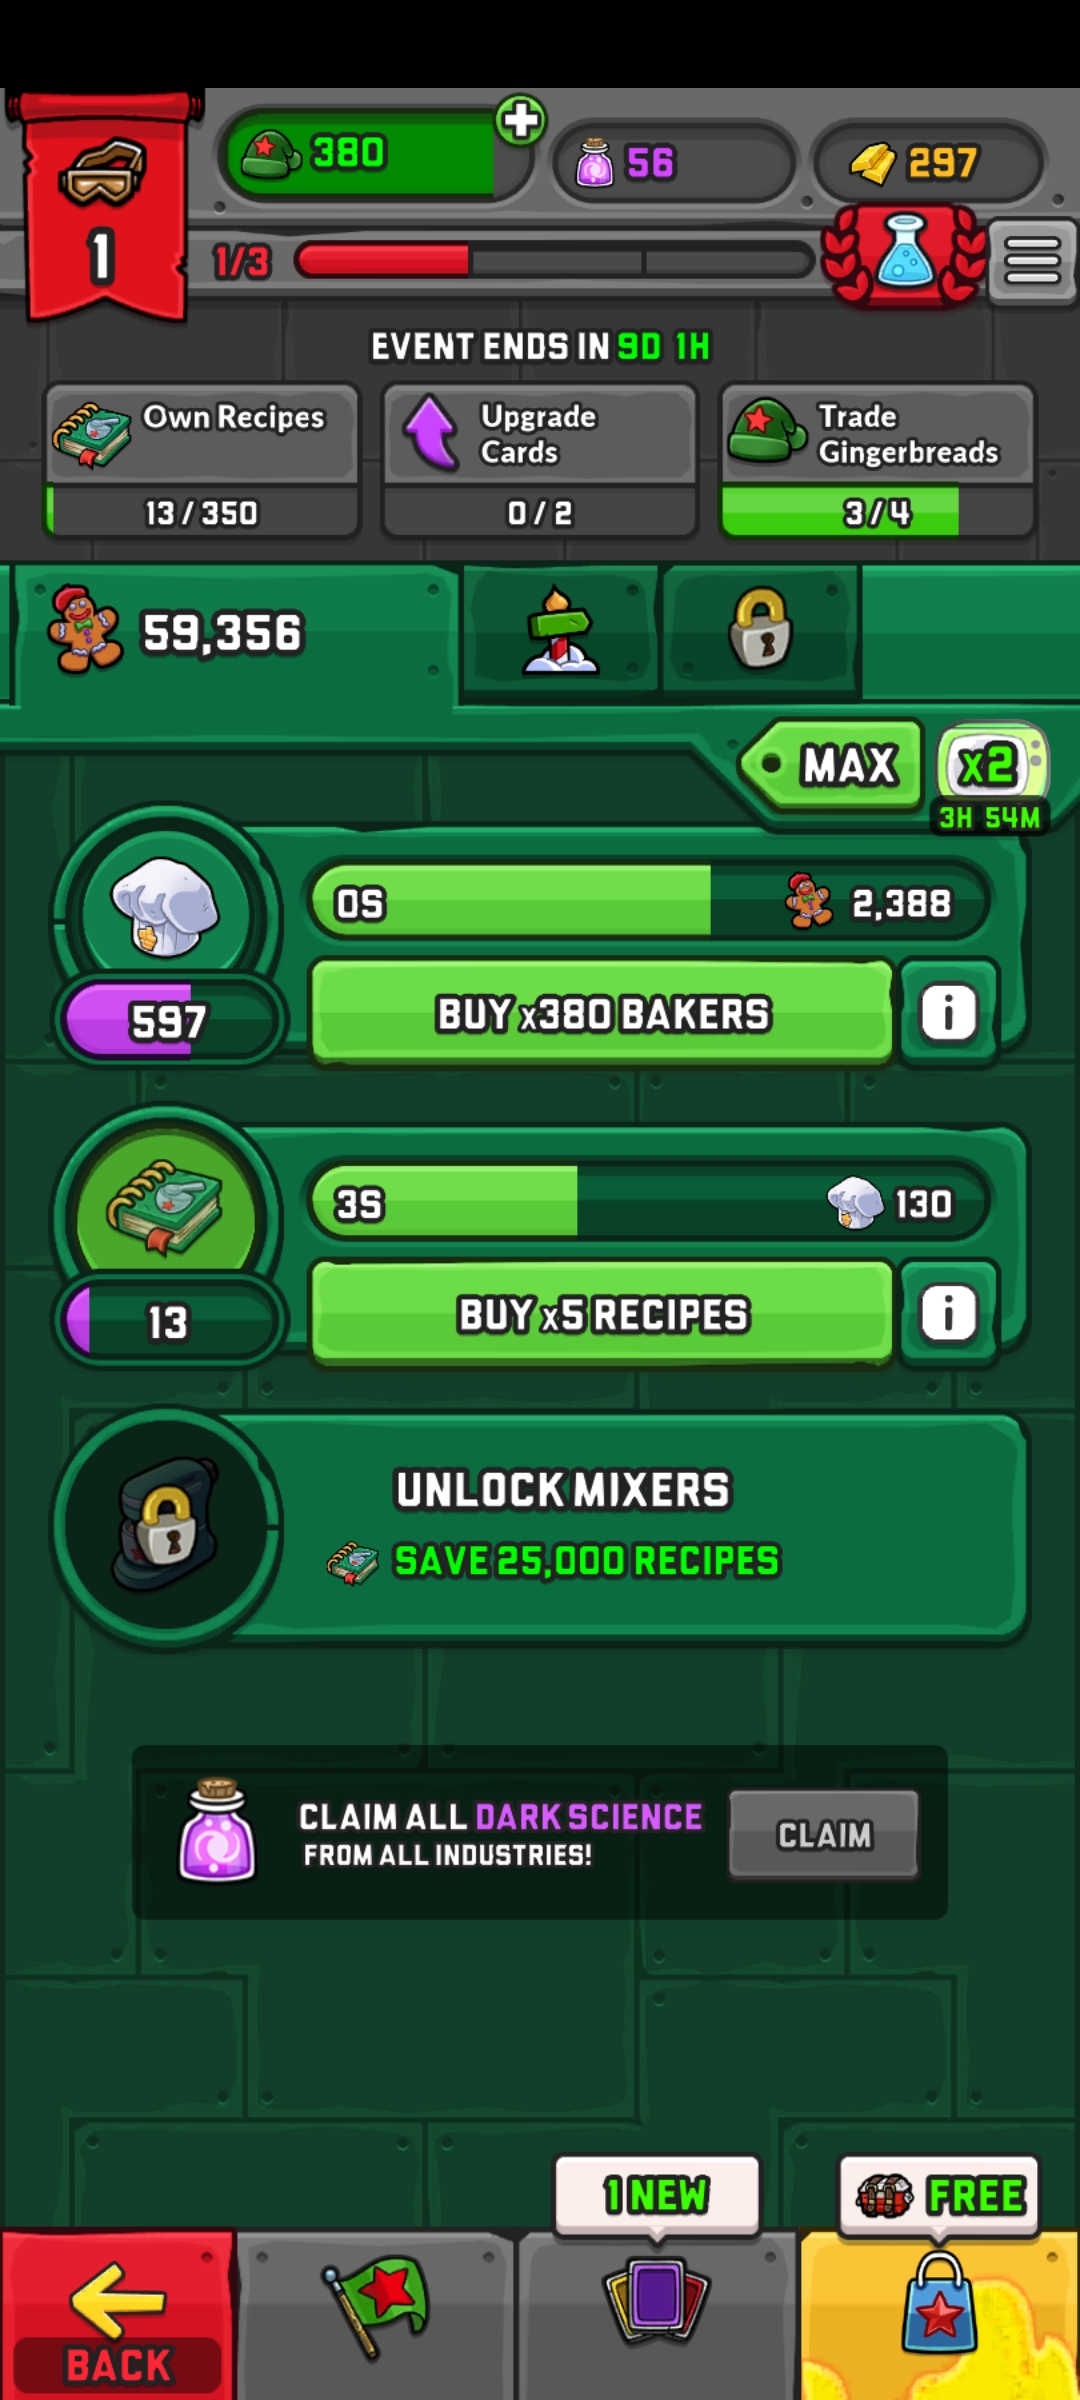 380
56
297
1
1/3
EVENT ENDS IN 9D 1H
Own Recipes
13 / 350
Upgrade
Cards
0 / 2
Trade
Gingerbreads
3 / 4
59,356
MAX
x2
3H 54M
0S
2,388
597
BUY x380 BAKERS
i
3S
130
13
BUY x5 RECIPES
i
UNLOCK MIXERS
SAVE 25,000 RECIPES
CLAIM ALL DARK SCIENCE
FROM ALL INDUSTRIES!
CLAIM
1 NEW
FREE
BACK